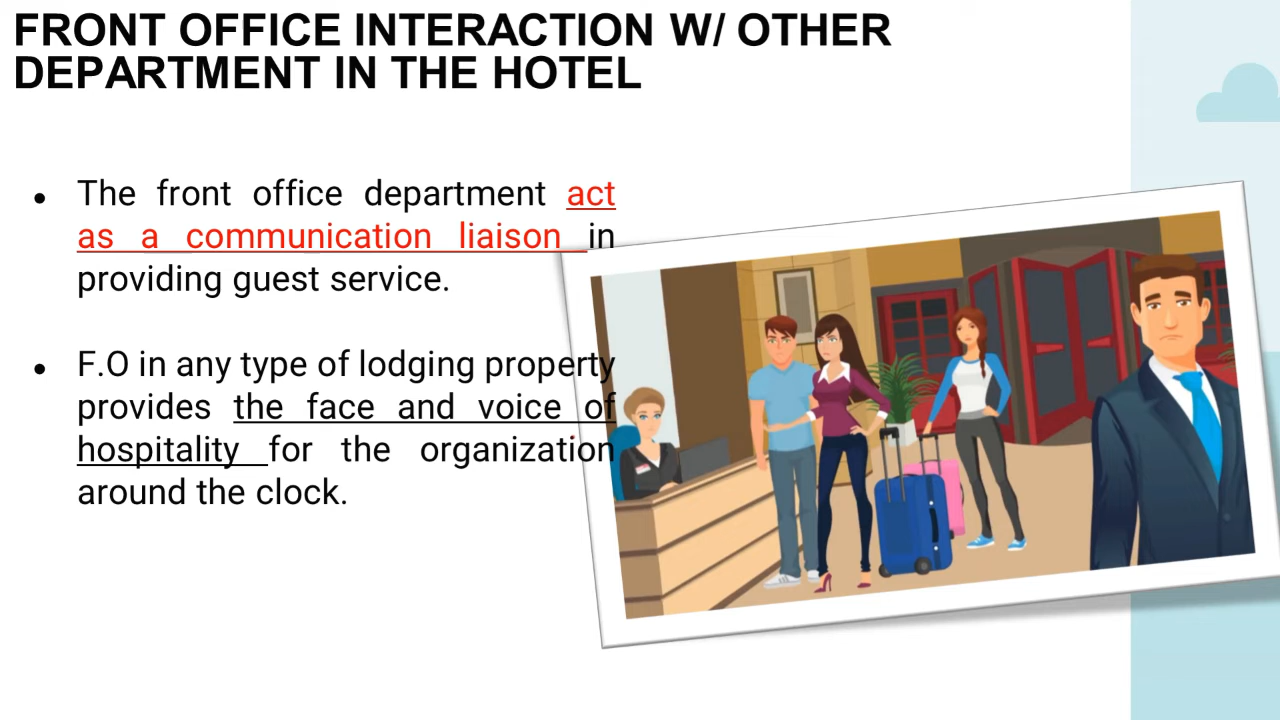 FRONT OFFICE INTERACTION W/ OTHER
DEPARTMENT IN THE HOTEL
● The front office department act
as a communication liaison in
providing guest service.
● F.O in any type of lodging property
provides the face and voice of
hospitality for the organization
around the clock.